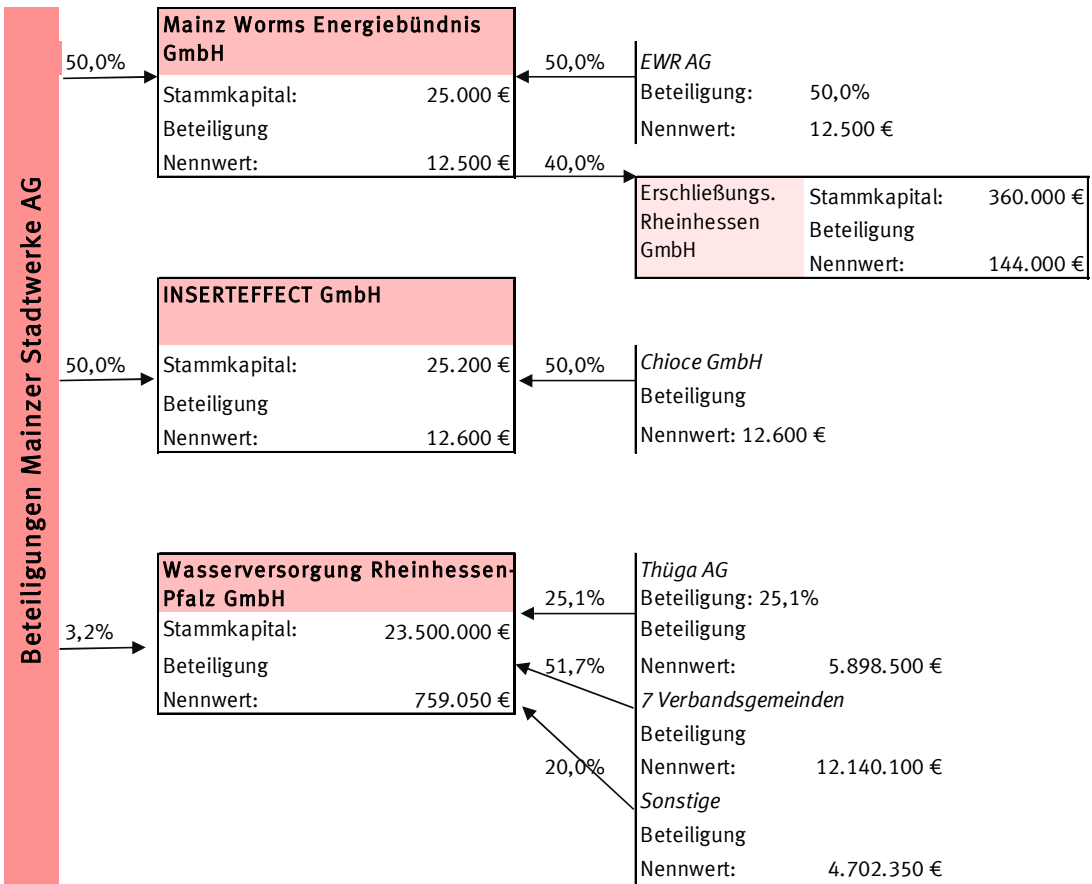 Beteiligungen Mainzer Stadtwerke AG
50,0%
Mainz Worms Energiebündnis
GmbH
Stammkapital: 25.000 €
Beteiligung
Nennwert: 12.500 €
50,0%
EWR AG
Beteiligung: 50,0%
Nennwert: 12.500 €
40,0%
Erschließungs.
Rheinhessen
GmbH
Stammkapital: 360.000 €
Beteiligung
Nennwert: 144.000 €
50,0%
INSERTEFFECT GmbH
Stammkapital: 25.200 €
Beteiligung
Nennwert: 12.600 €
50,0%
Chioce GmbH
Beteiligung
Nennwert: 12.600 €
3,2%
Wasserversorgung Rheinhessen-
Pfalz GmbH
Stammkapital: 23.500.000 €
Beteiligung
Nennwert: 759.050 €
25,1%
Thüga AG
Beteiligung: 25,1%
Beteiligung
Nennwert: 5.898.500 €
51,7%
7 Verbandsgemeinden
Beteiligung
Nennwert: 12.140.100 €
20,0%
Sonstige
Beteiligung
Nennwert: 4.702.350 €